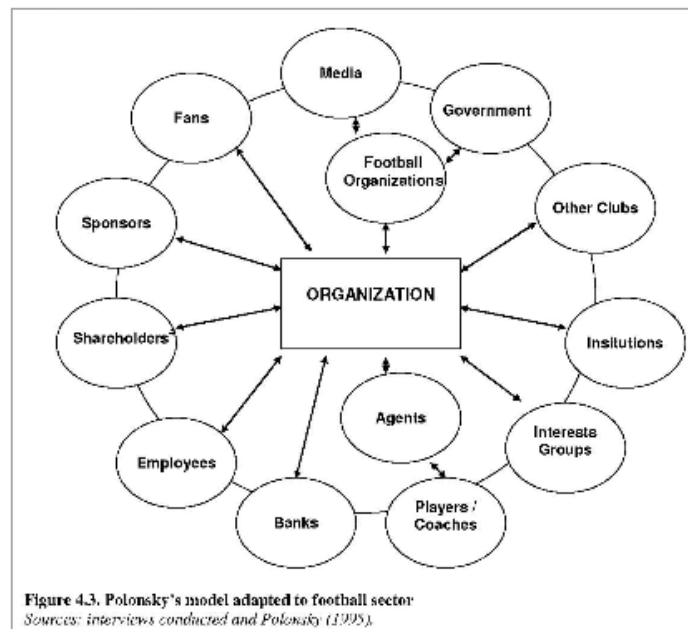 Media
Fans
Government
Football
Organizations
Other Clubs
Sponsors
ORGANIZATION
Shareholders
Insitutions
Agents
Interests
Groups
Employees
Players /
Coaches
Banks
Figure 4.3. Polonsky's model adapted to football sector
Sources: interviews conducted and Polonsky (1995).